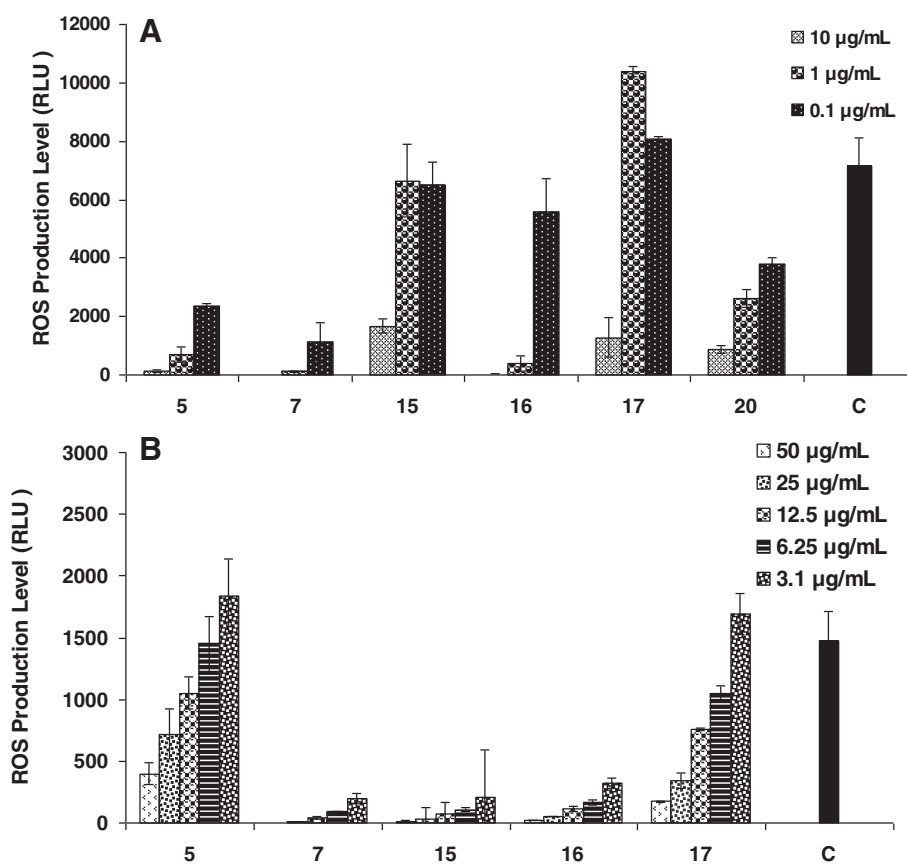 A
ROS Production Level (RLU)
12000
10000
8000
6000
4000
2000
0
10 µg/mL
1 µg/mL
0.1 µg/mL
5 7 15 16 17 20 C
B
ROS Production Level (RLU )
3000
2500
2000
1500
1000
500
0
50 µg/mL
25 µg/mL
12.5 µg/mL
6.25 µg/mL
3.1 µg/mL
5 7 15 16 17 C